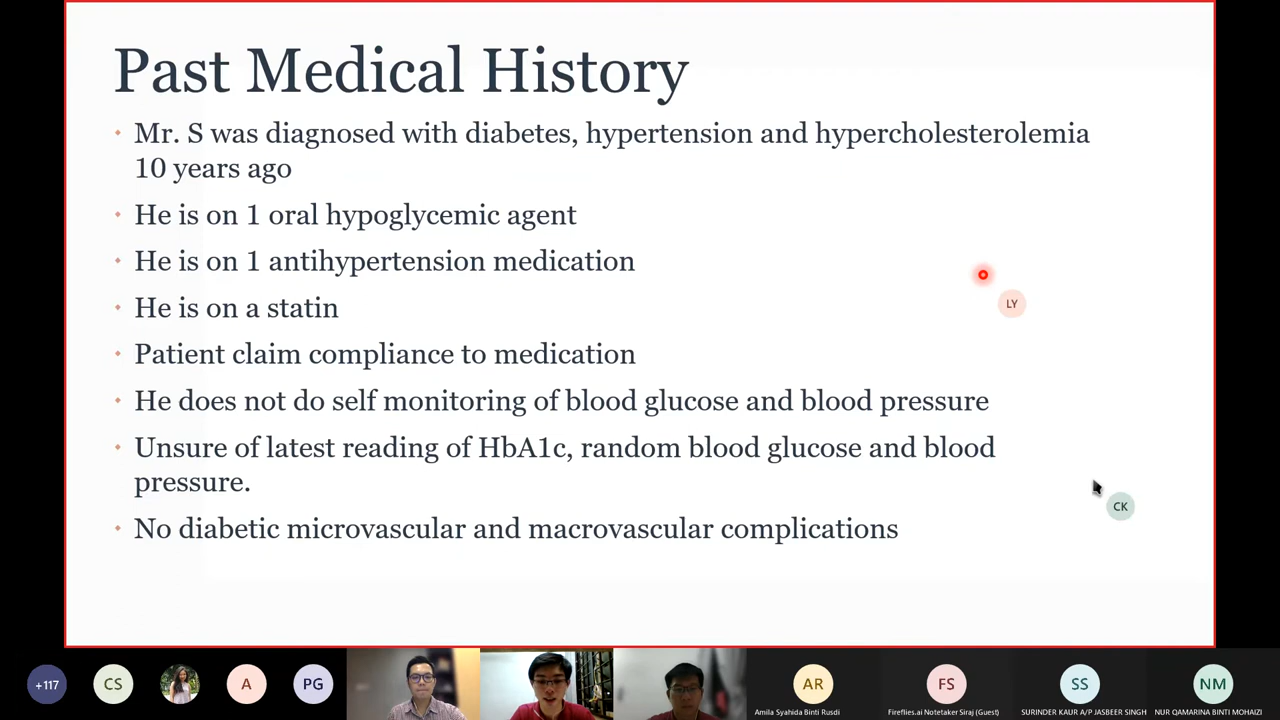 Past Medical History
Mr. S was diagnosed with diabetes, hypertension and hypercholesterolemia
10 years ago
He is on 1 oral hypoglycemic agent
He is on 1 antihypertension medication
He is on a statin
Patient claim compliance to medication
He does not do self monitoring of blood glucose and blood pressure
Unsure of latest reading of HbA1c, random blood glucose and blood
pressure.
No diabetic microvascular and macrovascular complications
LY
CK
+117
CS
A
PG
AR
FS
SS
NM
Amila Syahida Binti Rusdi
Fireflies.ai Notetaker Siraj (Guest)
SURINDER KAUR A/P JASBEER SINGH
NUR QAMARINA BINTI MOHAIZI